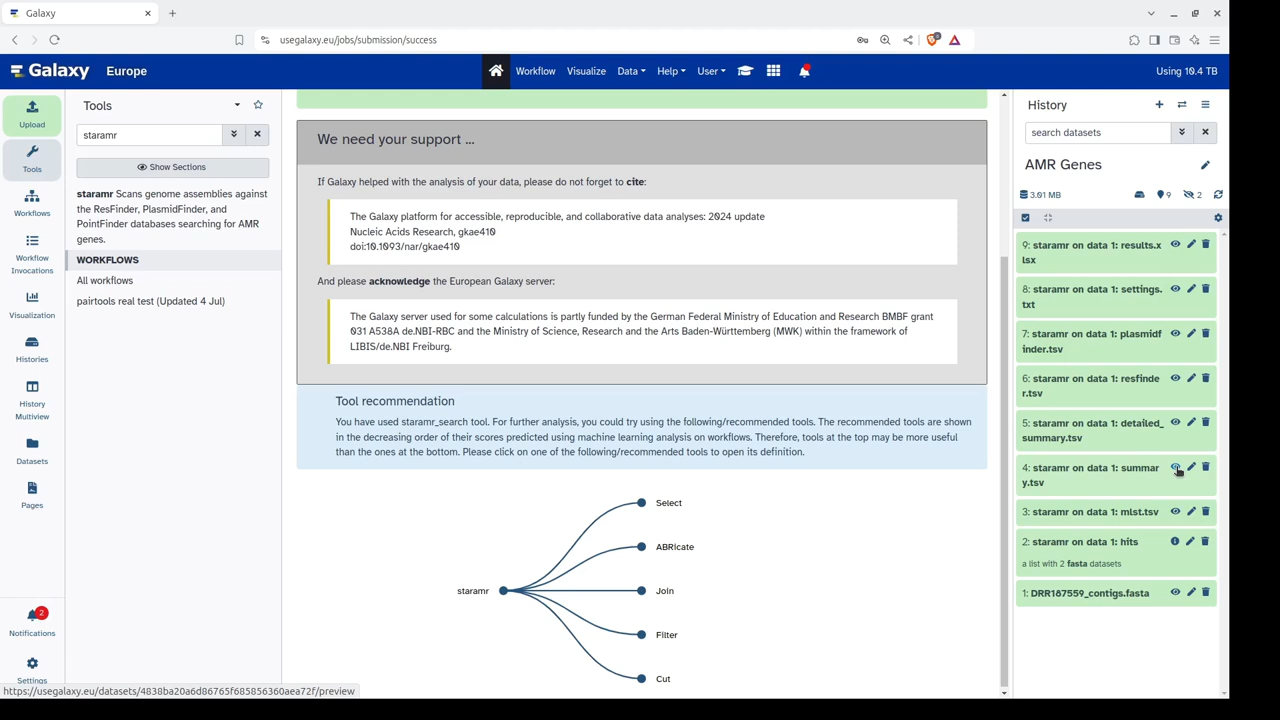 Galaxy
usegalaxy.eu/jobs/submission/success
Galaxy
Europe
Workflow
Visualize
Data
Help
User
Using 10.4 TB
Upload
Tools
Workflows
Workflow
Invocations
Visualization
Histories
History
Multiview
Datasets
Pages
2
Notifications
Settings
Tools
staramr
Show Sections
staramr Scans genome assemblies against
the ResFinder, PlasmidFinder, and
PointFinder databases searching for AMR
genes.
WORKFLOWS
All workflows
pairtools real test (Updated 4 Jul)
https://usegalaxy.eu/datasets/4838ba20a6d86765f685856360aea72f/preview
We need your support ...
If Galaxy helped with the analysis of your data, please do not forget to cite:
The Galaxy platform for accessible, reproducible, and collaborative data analyses: 2024 update
Nucleic Acids Research, gkae410
doi:10.1093/nar/gkae410
And please acknowledge the European Galaxy server:
The Galaxy server used for some calculations is partly funded by the German Federal Ministry of Education and Research BMBF grant
031 A538A de.NBI-RBC and the Ministry of Science, Research and the Arts Baden-Württemberg (MWK) within the framework of
LIBIS/de.NBI Freiburg.
Tool recommendation
You have used staramr_search tool. For further analysis, you could try using the following/recommended tools. The recommended tools are shown
in the decreasing order of their scores predicted using machine learning analysis on workflows. Therefore, tools at the top may be more useful
than the ones at the bottom. Please click on one of the following/recommended tools to open its definition.
staramr
Select
ABRicate
Join
Filter
Cut
History
search datasets
AMR Genes
3.01 MB
9
2
9: staramr on data 1: results.x
lsx
8: staramr on data 1: settings.
txt
7: staramr on data 1: plasmidf
inder.tsv
6: staramr on data 1: resfinde
r.tsv
5: staramr on data 1: detailed_
summary.tsv
4: staramr on data 1: summar
y.tsv
3: staramr on data 1: mlst.tsv
2: staramr on data 1: hits
a list with 2 fasta datasets
1: DRR187559_contigs.fasta